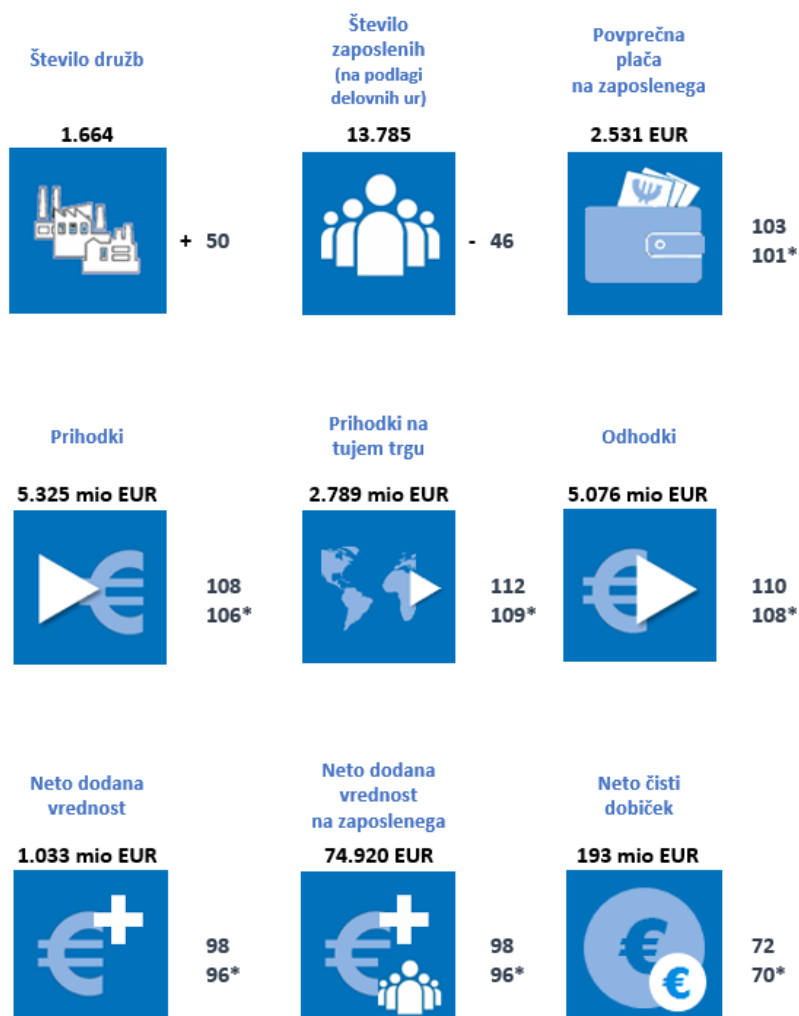 Število družb
1.664
+ 50
Število
zaposlenih
(na podlagi
delovnih ur)
13.785
- 46
Povprečna
plača
na zaposlenega
2.531 EUR
103
101*
Prihodki
5.325 mio EUR
€
108
106*
Prihodki na
tujem trgu
2.789 mio EUR
112
109*
Odhodki
5.076 mio EUR
€
110
108*
Neto dodana
vrednost
1.033 mio EUR
€+
98
96*
Neto dodana
vrednost
na zaposlenega
74.920 EUR
€+
98
96*
Neto čisti
dobiček
193 mio EUR
€
€
72
70*